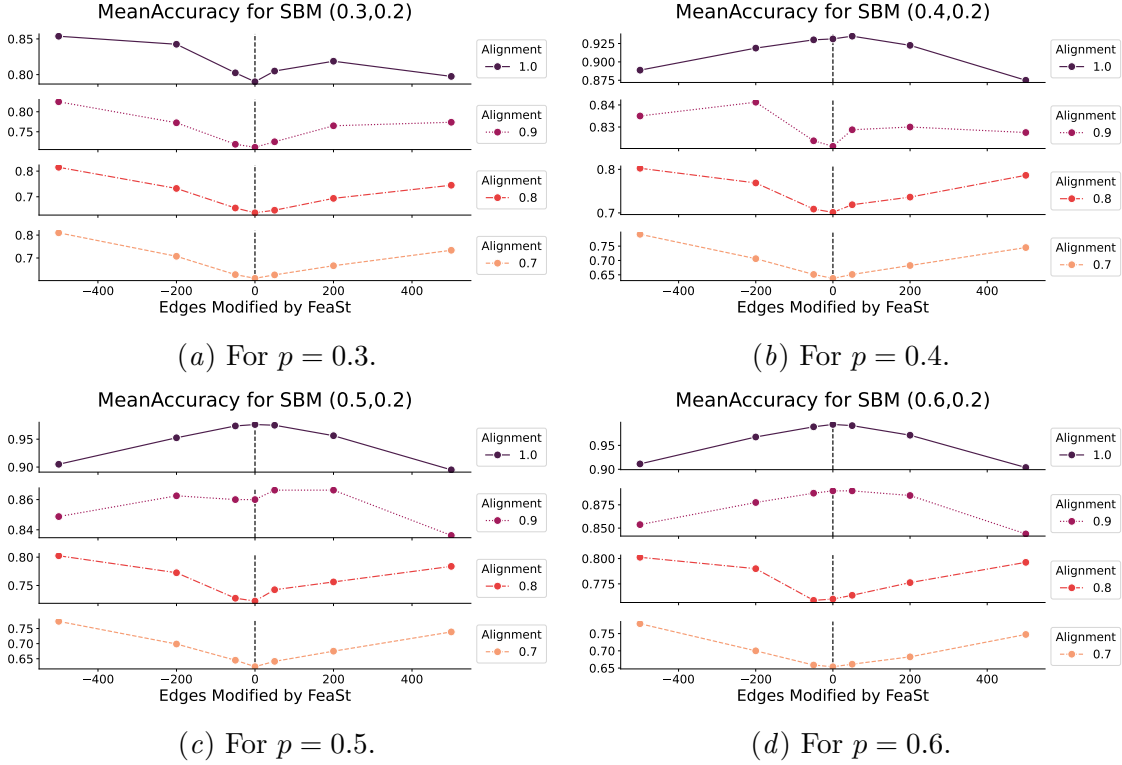 MeanAccuracy for SBM (0.3,0.2)
0.85
0.80
Alignment
1.0
0.80
0.75
Alignment
0.9
0.8
0.7
Alignment
0.8
0.8
0.7
Alignment
0.7
−400 −200 0 200 400
Edges Modified by FeaSt
(a) For p = 0.3.
MeanAccuracy for SBM (0.4,0.2)
0.925
0.900
0.875
Alignment
1.0
0.84
0.83
Alignment
0.9
0.8
0.7
Alignment
0.8
0.75
0.70
0.65
Alignment
0.7
−400 −200 0 200 400
Edges Modified by FeaSt
(b) For p = 0.4.
MeanAccuracy for SBM (0.5,0.2)
0.95
0.90
Alignment
1.0
0.86
0.84
Alignment
0.9
0.80
0.75
Alignment
0.8
0.75
0.70
0.65
Alignment
0.7
−400 −200 0 200 400
Edges Modified by FeaSt
(c) For p = 0.5.
MeanAccuracy for SBM (0.6,0.2)
0.95
0.90
Alignment
1.0
0.875
0.850
Alignment
0.9
0.800
0.775
Alignment
0.8
0.75
0.70
0.65
Alignment
0.7
−400 −200 0 200 400
Edges Modified by FeaSt
(d) For p = 0.6.